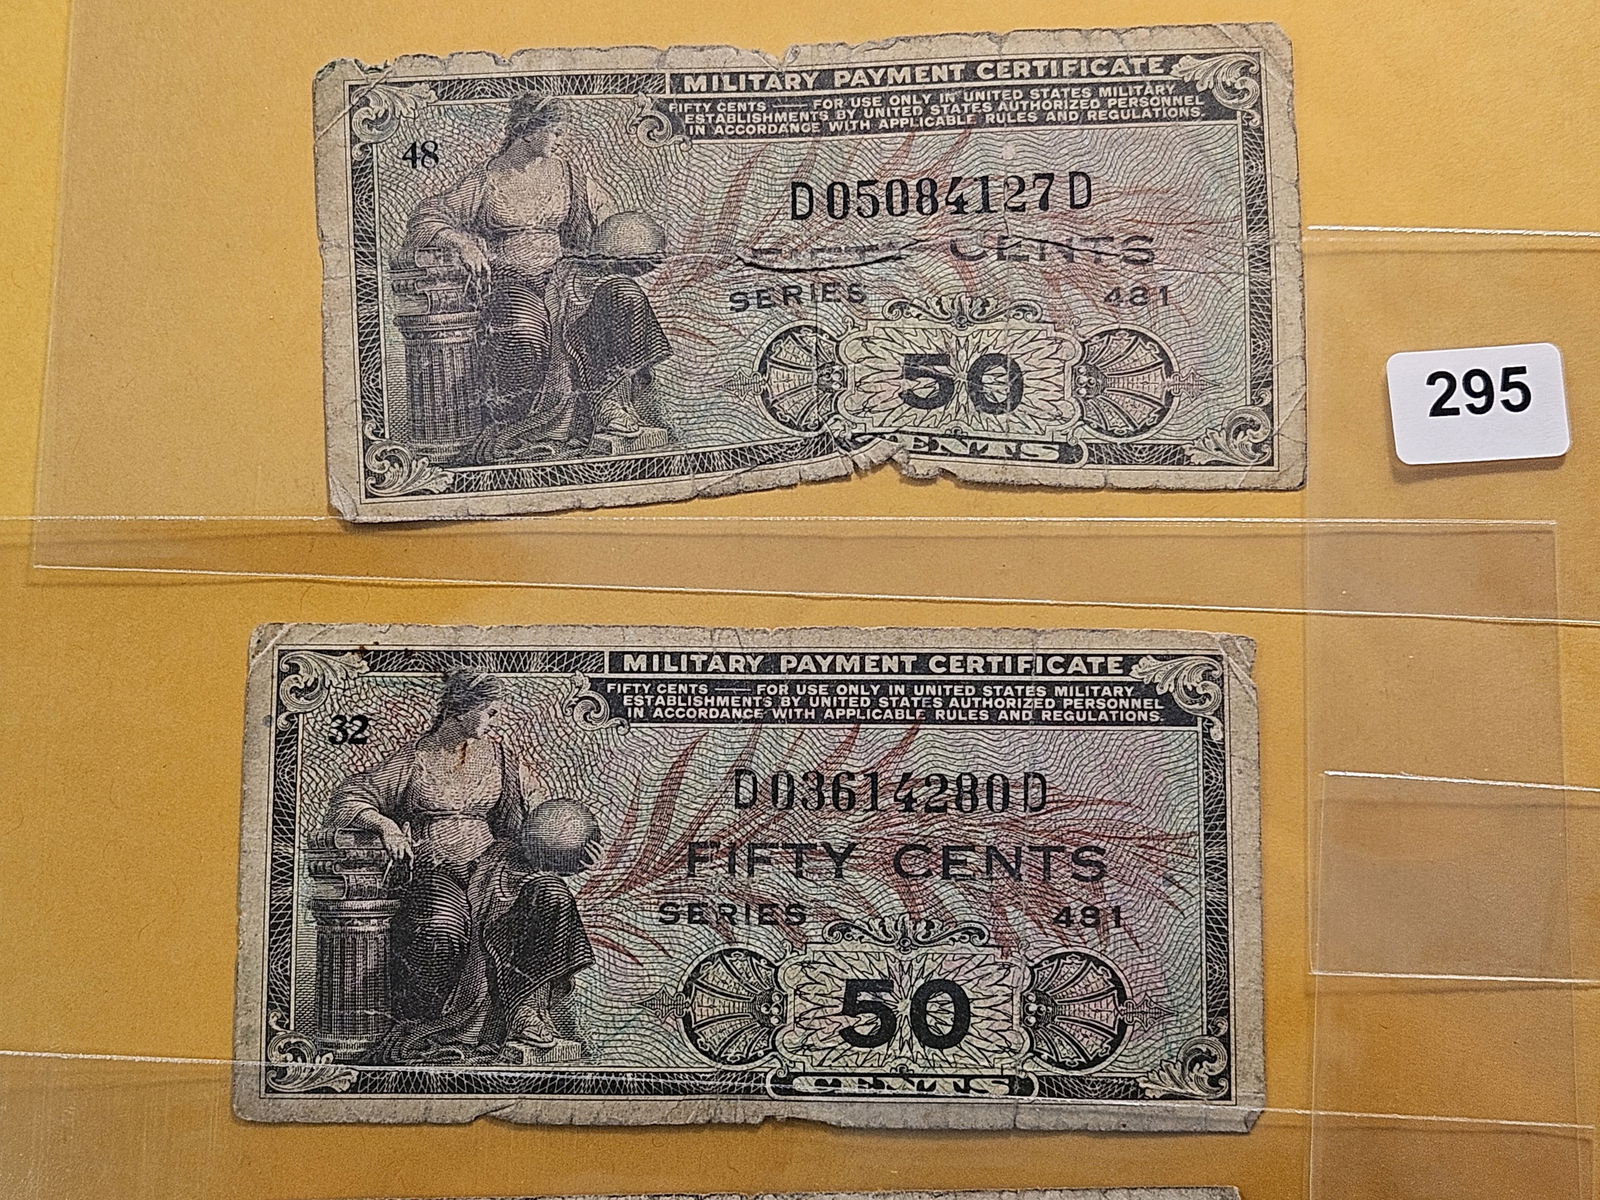 MILITARY PAYMENT CERTIFICATE
FIFTY CENTS — FOR USE ONLY IN UNITED STATES MILITARY
ESTABLISHMENTS BY UNITED STATES AUTHORIZED PERSONNEL
IN ACCORDANCE WITH APPLICABLE RULES AND REGULATIONS.
48
D05084127D
CENTS
SERIES 481
50
CENTS
295
MILITARY PAYMENT CERTIFICATE
FIFTY CENTS — FOR USE ONLY IN UNITED STATES MILITARY
ESTABLISHMENTS BY UNITED STATES AUTHORIZED PERSONNEL
IN ACCORDANCE WITH APPLICABLE RULES AND REGULATIONS.
32
D03614280D
FIFTY CENTS
SERIES 481
50
CENTS